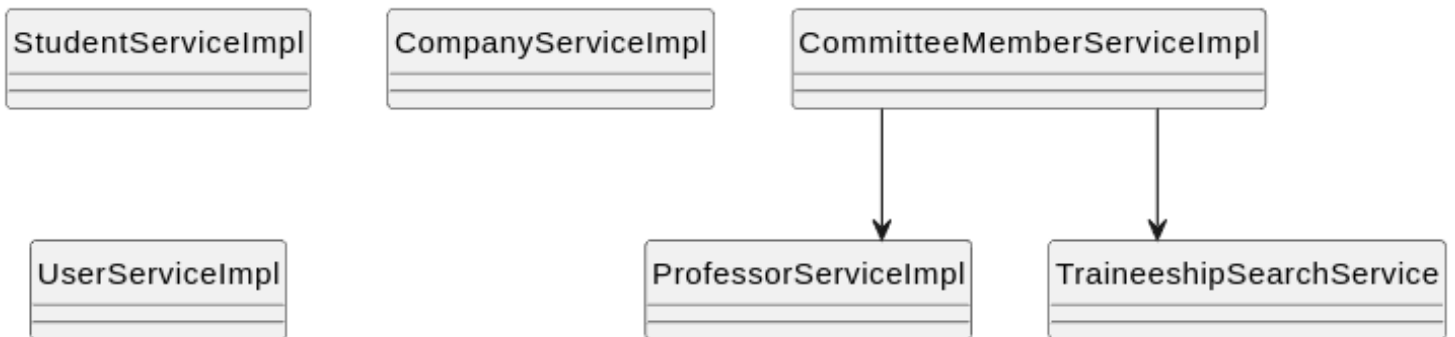 StudentServiceImpl
CompanyServiceImpl
CommitteeMemberServiceImpl
UserServiceImpl
ProfessorServiceImpl
TraineeshipSearchService